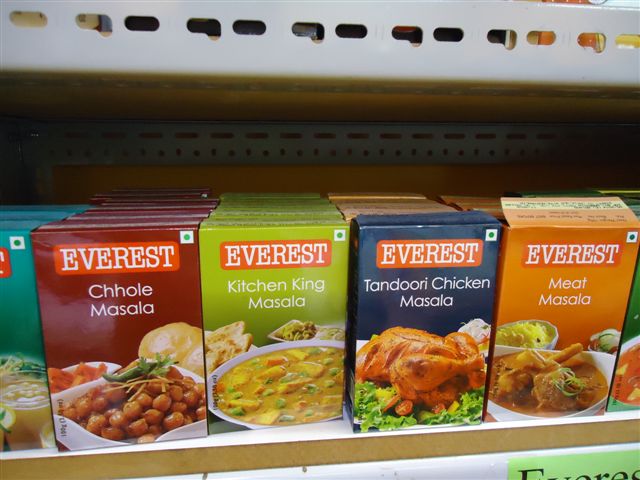 EVEREST
Chhole
Masala
EVEREST
Kitchen King
Masala
EVEREST
Tandoori Chicken
Masala
EVEREST
Meat
Masala